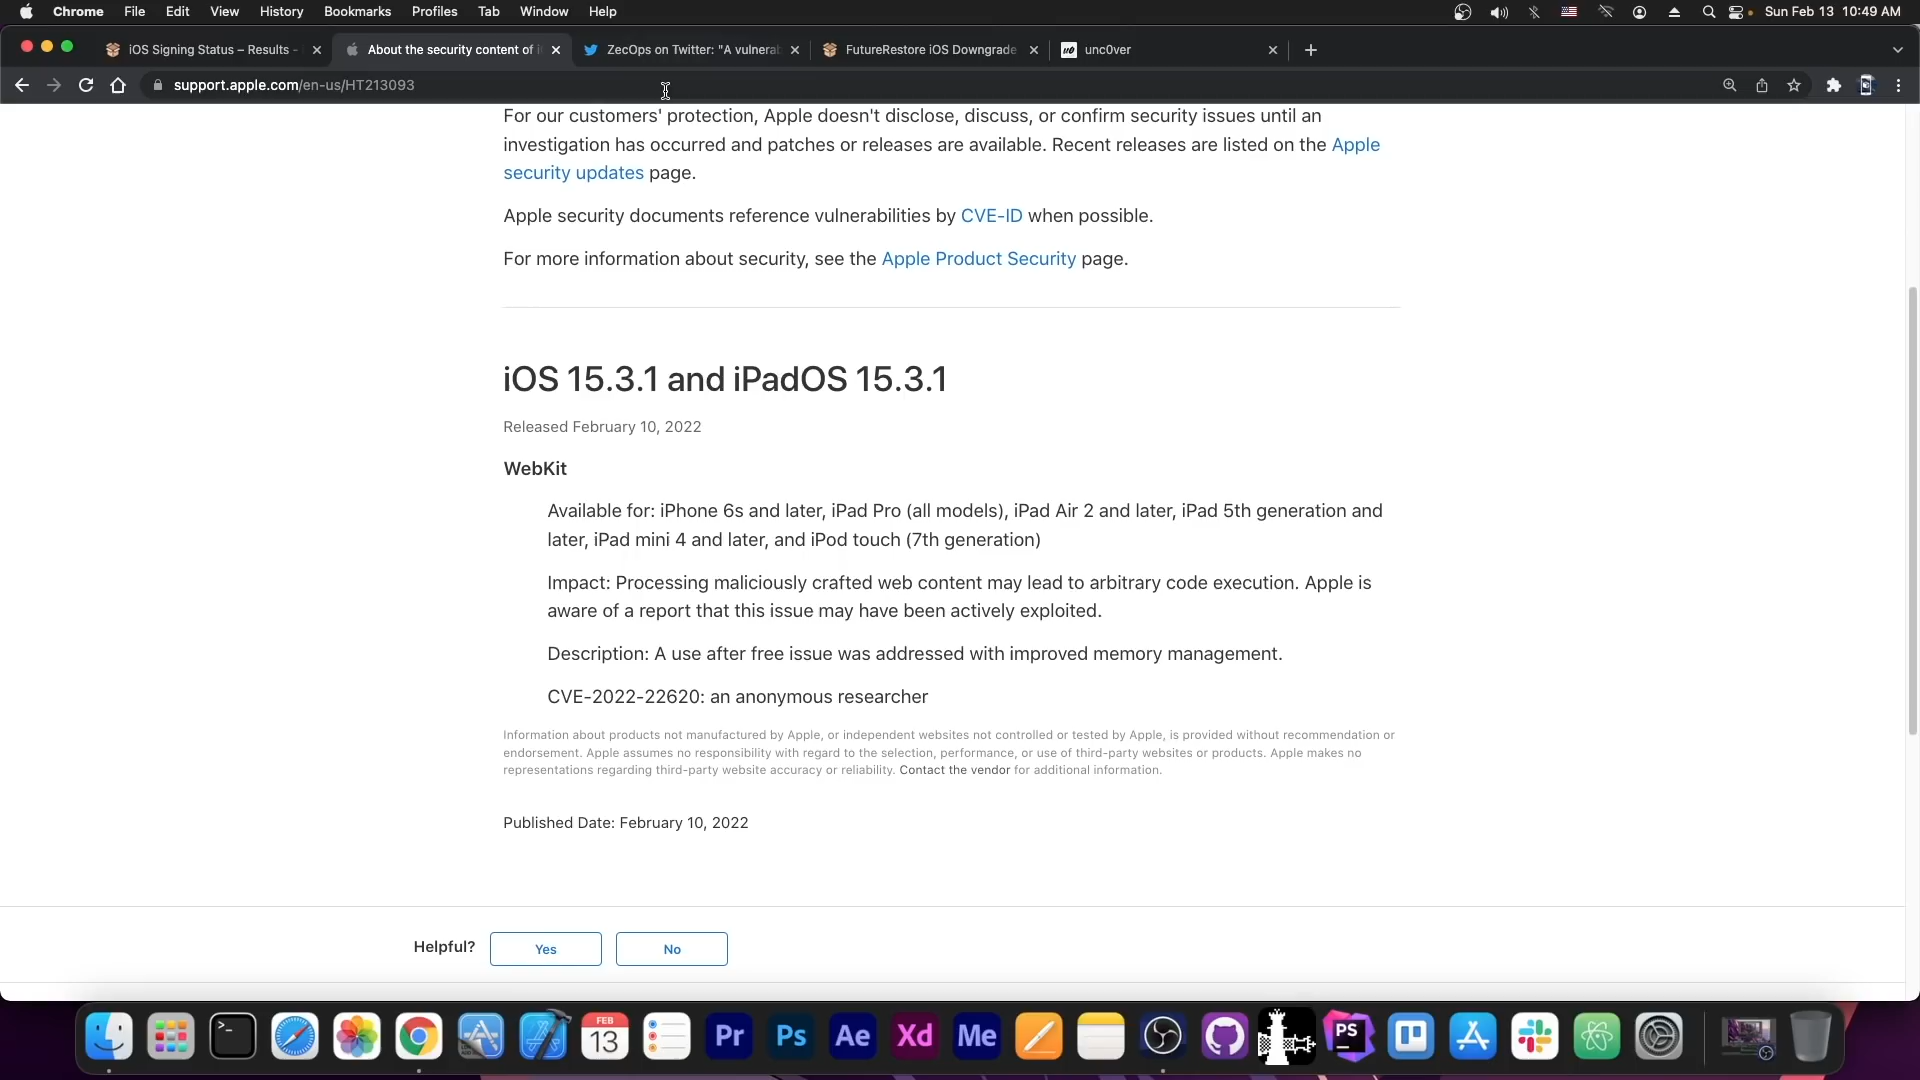 Chrome File Edit View History Bookmarks Profiles Tab Window Help Sun Feb 13 10:49 AM
iOS Signing Status – Results - About the security content of i ZecOps on Twitter: "A vulnerab FutureRestore iOS Downgrade unc0ver
support.apple.com/en-us/HT213093
For our customers' protection, Apple doesn't disclose, discuss, or confirm security issues until an
investigation has occurred and patches or releases are available. Recent releases are listed on the Apple
security updates page.
Apple security documents reference vulnerabilities by CVE-ID when possible.
For more information about security, see the Apple Product Security page.
iOS 15.3.1 and iPadOS 15.3.1
Released February 10, 2022
WebKit
Available for: iPhone 6s and later, iPad Pro (all models), iPad Air 2 and later, iPad 5th generation and
later, iPad mini 4 and later, and iPod touch (7th generation)
Impact: Processing maliciously crafted web content may lead to arbitrary code execution. Apple is
aware of a report that this issue may have been actively exploited.
Description: A use after free issue was addressed with improved memory management.
CVE-2022-22620: an anonymous researcher
Information about products not manufactured by Apple, or independent websites not controlled or tested by Apple, is provided without recommendation or
endorsement. Apple assumes no responsibility with regard to the selection, performance, or use of third-party websites or products. Apple makes no
representations regarding third-party website accuracy or reliability. Contact the vendor for additional information.
Published Date: February 10, 2022
Helpful? Yes No
FEB
13 Pr Ps Ae Xd Me PS